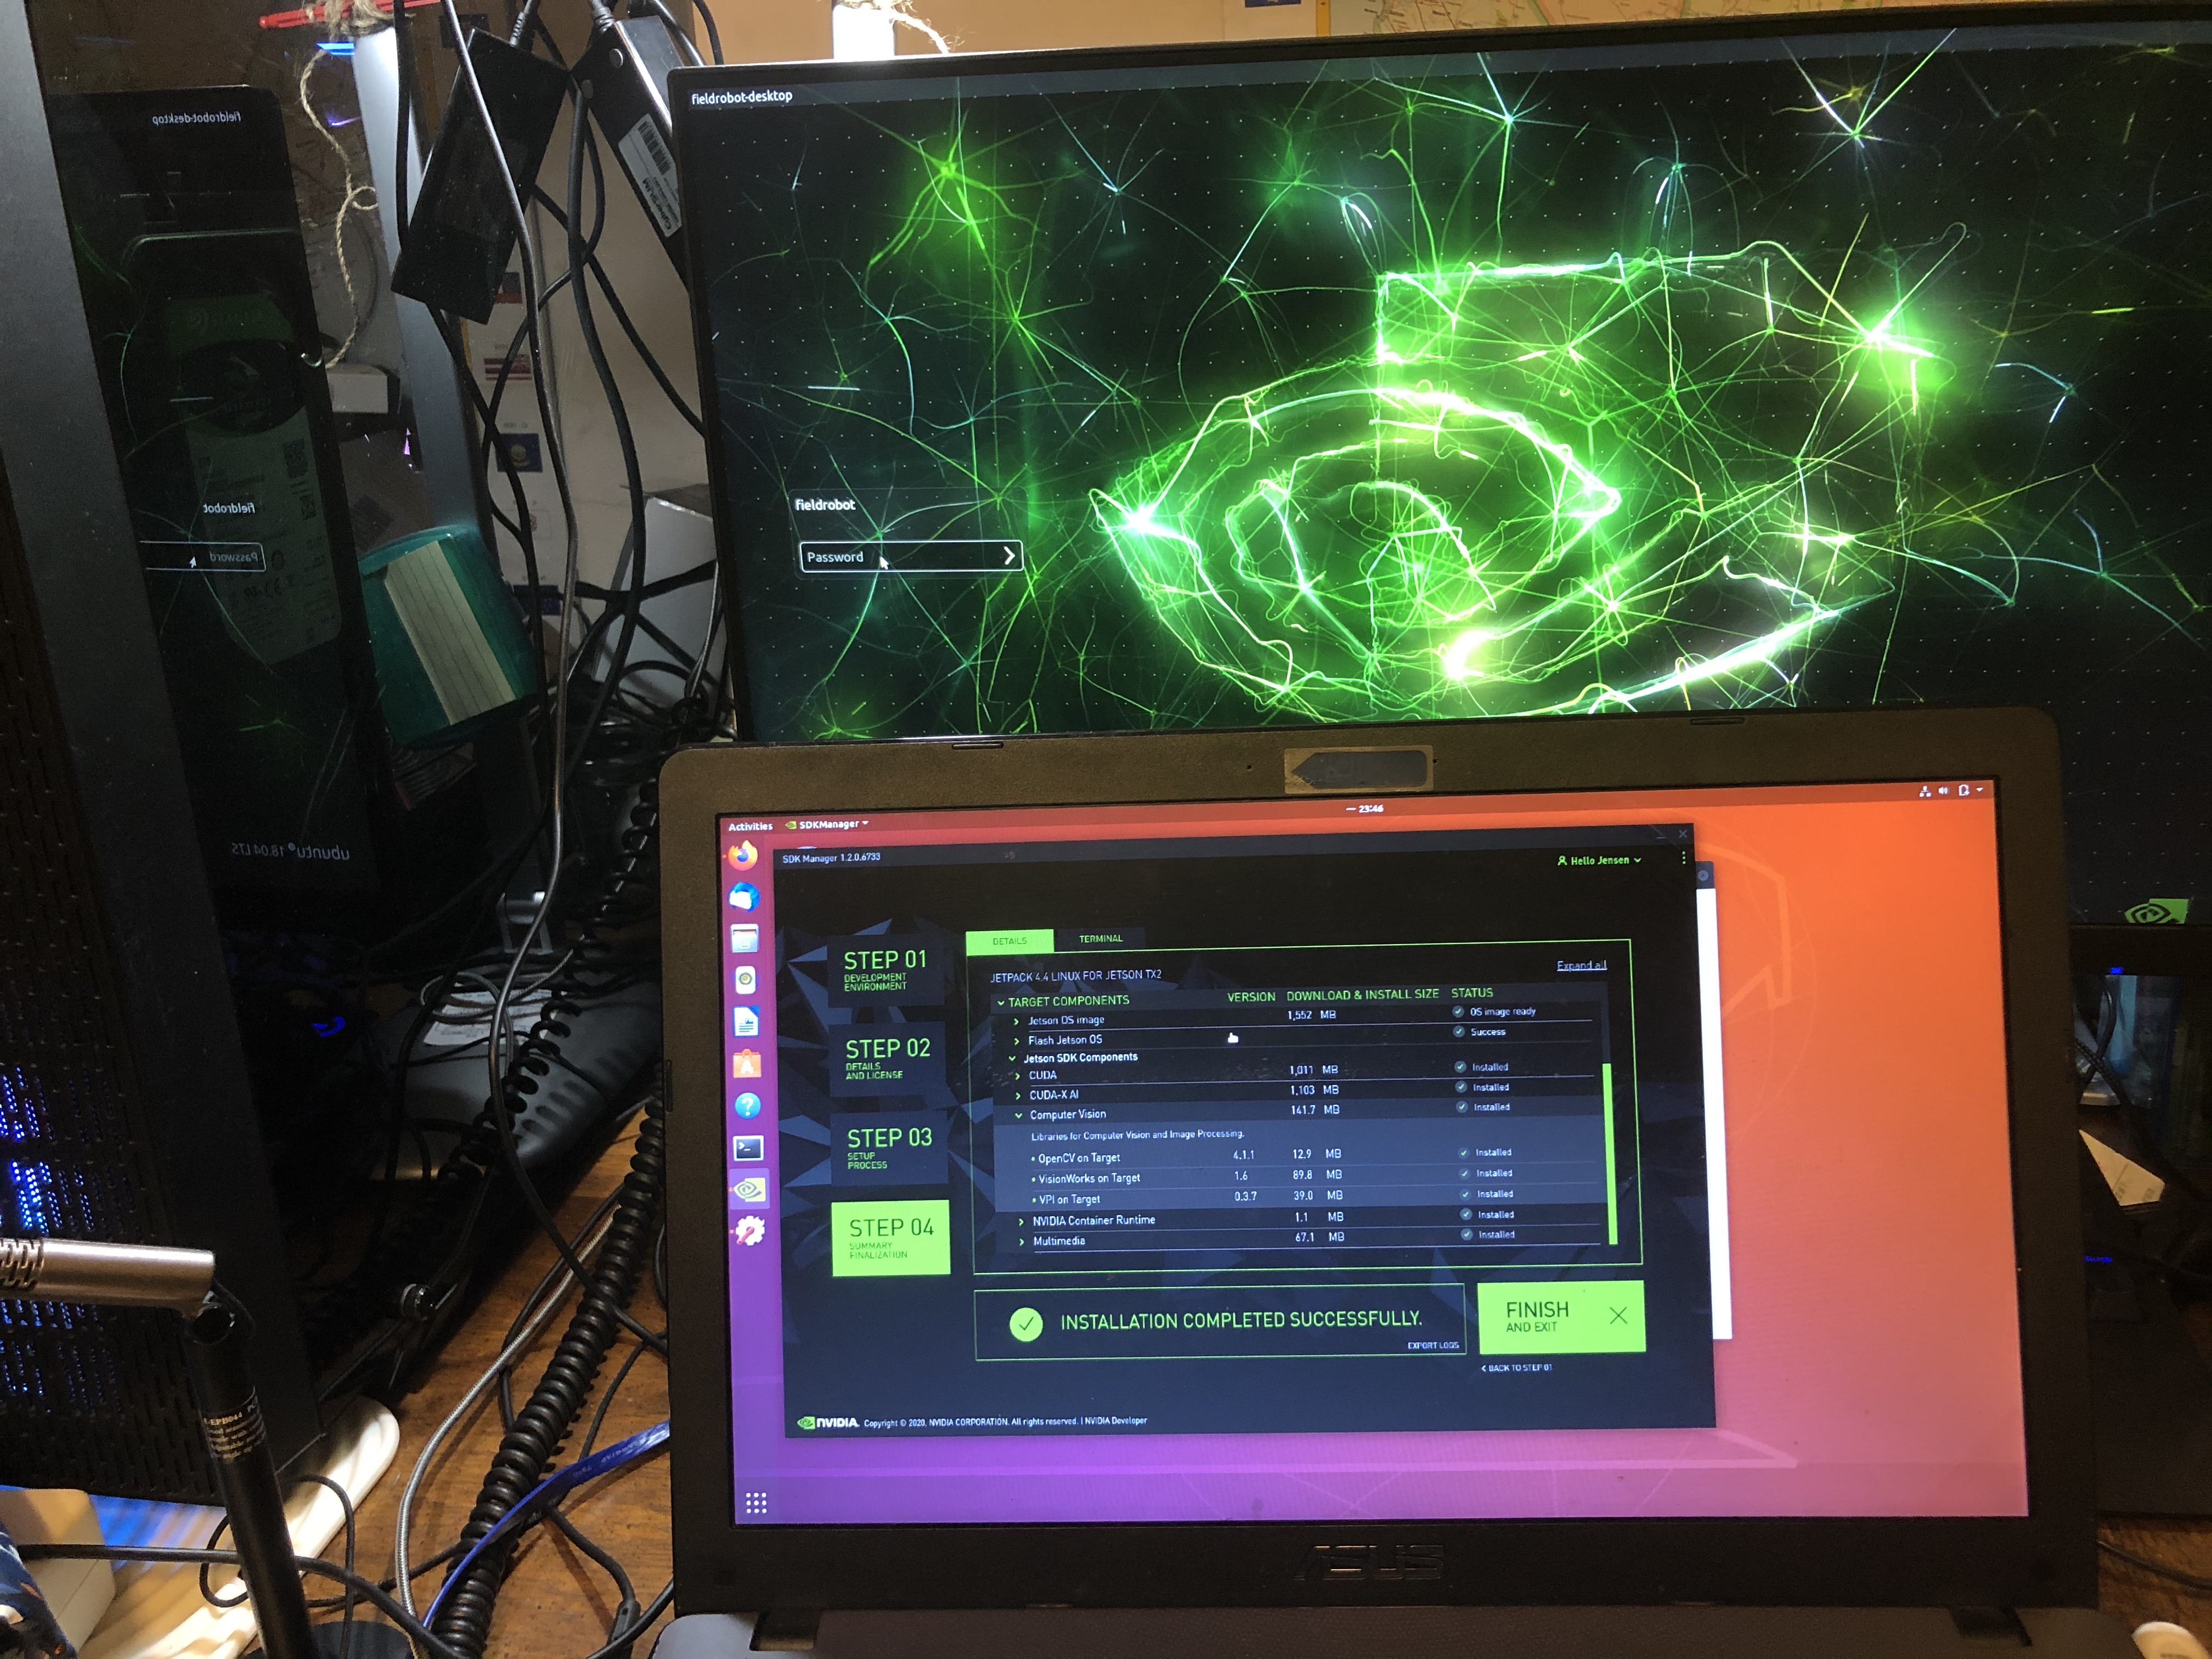 fieldrobot-desktop
fieldrobot
Password
fieldrobot-desktop
fieldrobot
Password
ubuntu® 18.04 LTS
Activities
SDKManager
23:46
SDK Manager 1.2.0.6733
Hello Jensen
STEP 01
DEVELOPMENT
ENVIRONMENT
STEP 02
DETAILS
AND LICENSE
STEP 03
SETUP
PROCESS
STEP 04
SUMMARY
FINALIZATION
DETAILS TERMINAL
JETPACK 4.4 LINUX FOR JETSON TX2 Expand all
TARGET COMPONENTS VERSION DOWNLOAD & INSTALL SIZE STATUS
Jetson OS image 1,552 MB OS image ready
Flash Jetson OS Success
Jetson SDK Components
CUDA 1,011 MB Installed
CUDA-X AI 1,103 MB Installed
Computer Vision 141.7 MB Installed
Libraries for Computer Vision and Image Processing.
• OpenCV on Target 4.1.1 12.9 MB Installed
• VisionWorks on Target 1.6 89.8 MB Installed
• VPI on Target 0.3.7 39.0 MB Installed
NVIDIA Container Runtime 1.1 MB Installed
Multimedia 67.1 MB Installed
INSTALLATION COMPLETED SUCCESSFULLY.
EXPORT LOGS
FINISH
AND EXIT
< BACK TO STEP 01
NVIDIA. Copyright © 2020, NVIDIA CORPORATION. All rights reserved. | NVIDIA Developer
ASUS